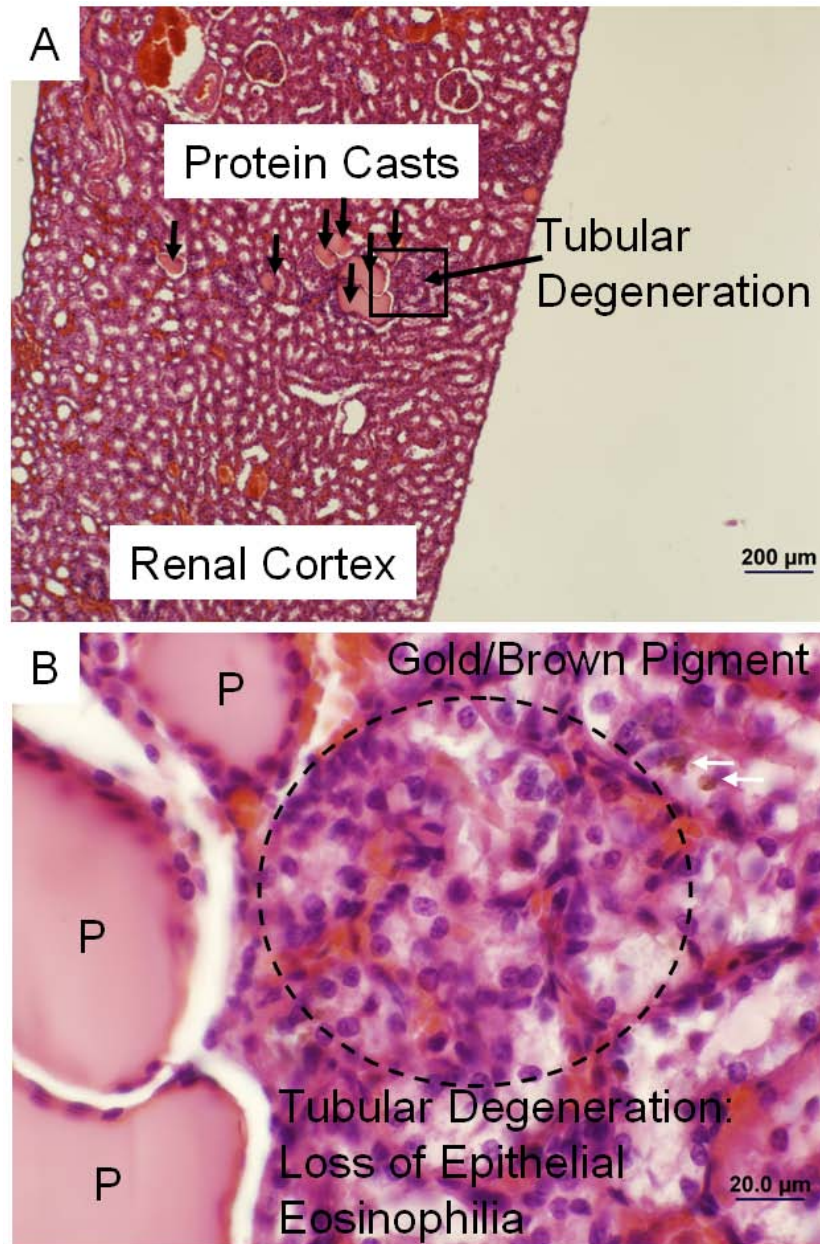 A
Protein Casts
Tubular
Degeneration
Renal Cortex
200 µm
B
Gold/Brown Pigment
P
P
P
Tubular Degeneration:
Loss of Epithelial
Eosinophilia
20.0 µm